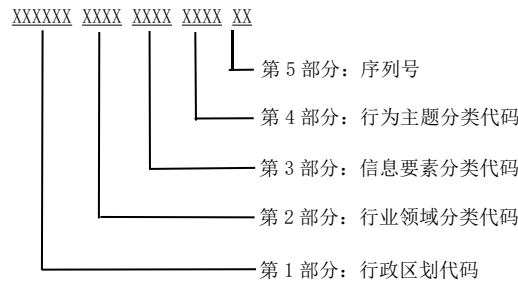 XXXXXX XXXX XXXX XXXX XX
第 5 部分：序列号
第 4 部分：行为主题分类代码
第 3 部分：信息要素分类代码
第 2 部分：行业领域分类代码
第 1 部分：行政区划代码